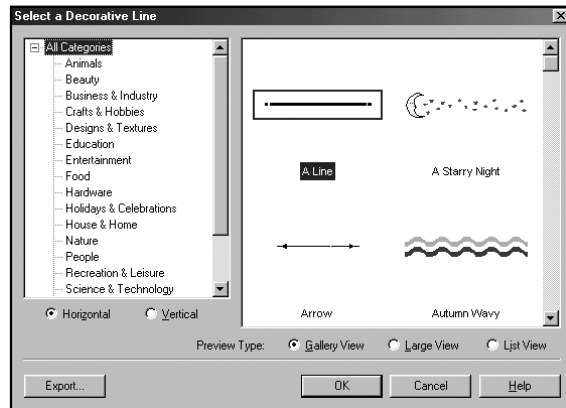 Select a Decorative Line
All Categories
Animals
Beauty
Business & Industry
Crafts & Hobbies
Designs & Textures
Education
Entertainment
Food
Hardware
Holidays & Celebrations
House & Home
Nature
People
Recreation & Leisure
Science & Technology
Horizontal
Vertical
A Line
A Starry Night
Arrow
Autumn Wavy
Preview Type:
Gallery View
Large View
List View
Export...
OK
Cancel
Help